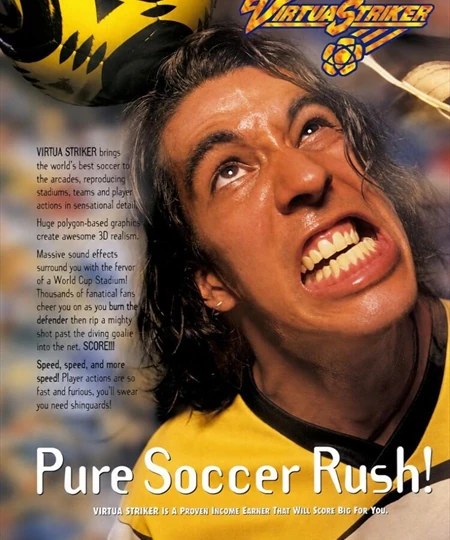 VIRTUA STRIKER
VIRTUA STRIKER brings
the world's best soccer to
the arcades, reproducing
stadiums, teams and player
actions in sensational detail.
Huge polygon-based graphics
create awesome 3D realism.
Massive sound effects
surround you with the fervor
of a World Cup Stadium!
Thousands of fanatical fans
cheer you on as you burn the
defender then rip a mighty
shot past the diving goalie
into the net. SCORE!!!
Speed, speed, and more
speed! Player actions are so
fast and furious, you'll swear
you need shinguards!
Pure Soccer Rush!
VIRTUA STRIKER IS A PROVEN INCOME EARNER THAT WILL SCORE BIG FOR YOU.